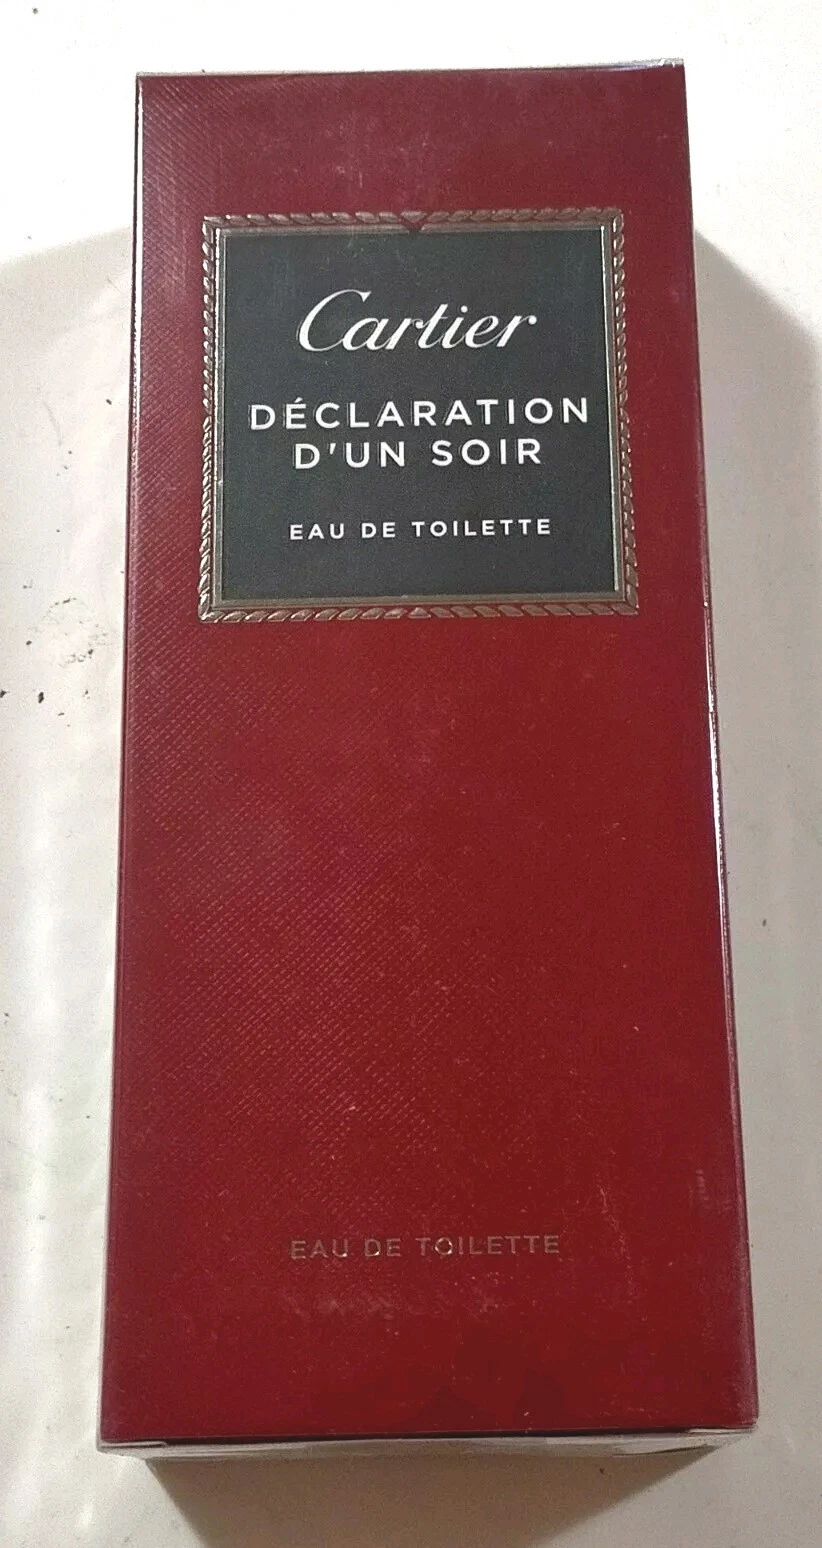 Cartier
DÉCLARATION
D'UN SOIR
EAU DE TOILETTE
EAU DE TOILETTE